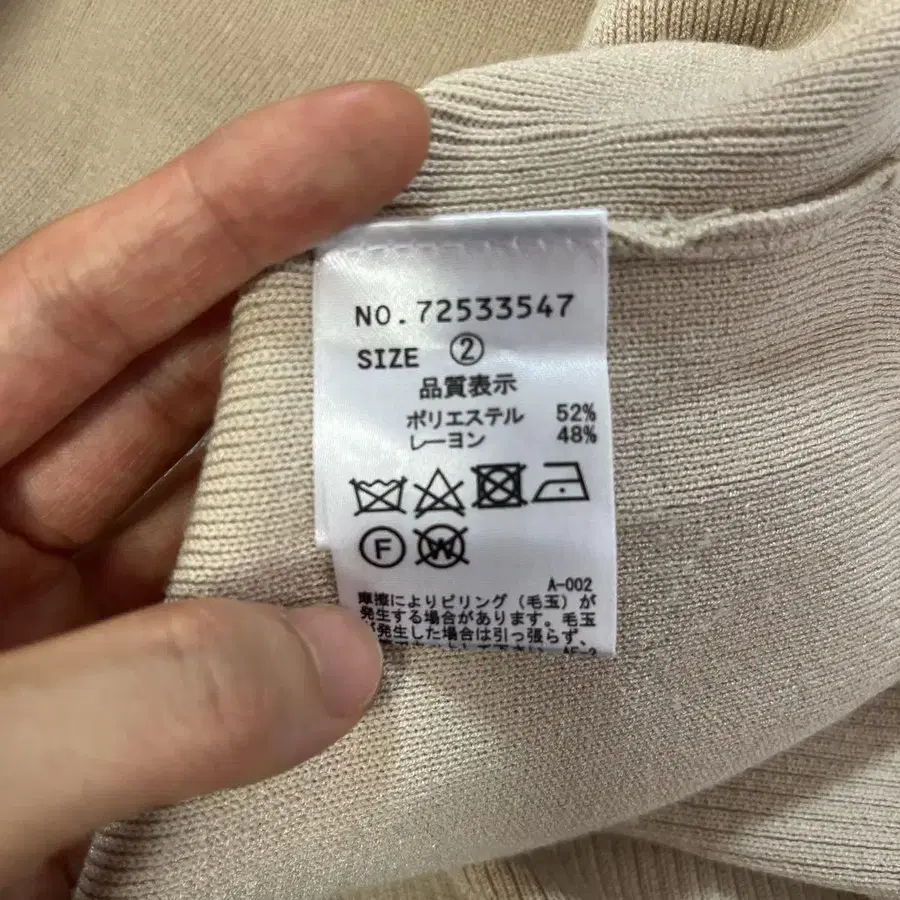 NO. 72533547
SIZE ②
品質表示
ポリエステル 52%
レーヨン 48%
F
W
A-002
摩擦によりピリング(毛玉)が
発生する場合があります。毛玉
が発生した場合は引っ張らず、